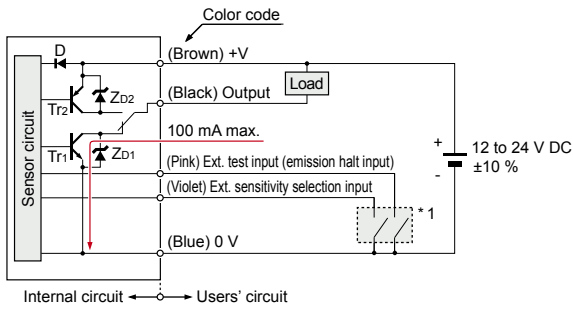 Color code
D
(Brown) +V
ZD2
(Black) Output
Load
Tr2
Sensor circuit
100 mA max.
Tr1
ZD1
+
12 to 24 V DC
±10 %
-
(Pink) Ext. test input (emission halt input)
(Violet) Ext. sensitivity selection input
* 1
(Blue) 0 V
Internal circuit
Users' circuit